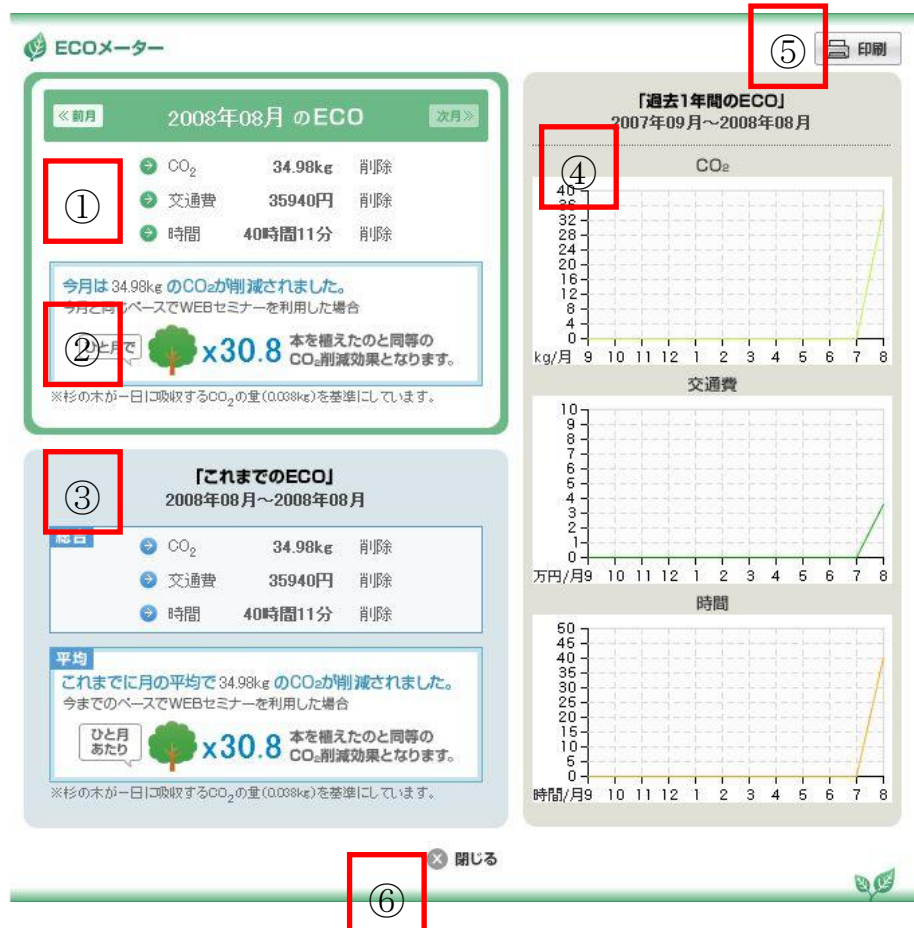 ECOメーター
⑤
印刷
≪前月
2008年08月 のECO
次月≫
①
CO₂ 34.98kg 削除
交通費 35940円 削除
時間 40時間11分 削除
今月は 34.98kg のCO₂が削減されました。
今月と同じペースでWEBセミナーを利用した場合
②
ひと月で
x30.8 本を植えたのと同等の
CO₂削減効果となります。
※杉の木が一日に吸収するCO₂の量(0.038kg)を基準にしています。
③
「これまでのECO」
2008年08月～2008年08月
総合
CO₂ 34.98kg 削除
交通費 35940円 削除
時間 40時間11分 削除
平均
これまでに月の平均で 34.98kg のCO₂が削減されました。
今までのペースでWEBセミナーを利用した場合
ひと月
あたり
x30.8 本を植えたのと同等の
CO₂削減効果となります。
※杉の木が一日に吸収するCO₂の量(0.038kg)を基準にしています。
「過去1年間のECO」
2007年09月～2008年08月
④
CO₂
40
36
32
28
24
20
16
12
8
4
0
kg/月 9 10 11 12 1 2 3 4 5 6 7 8
交通費
10
9
8
7
6
5
4
3
2
1
0
万円/月9 10 11 12 1 2 3 4 5 6 7 8
時間
50
45
40
35
30
25
20
15
10
5
0
時間/月9 10 11 12 1 2 3 4 5 6 7 8
閉じる
⑥